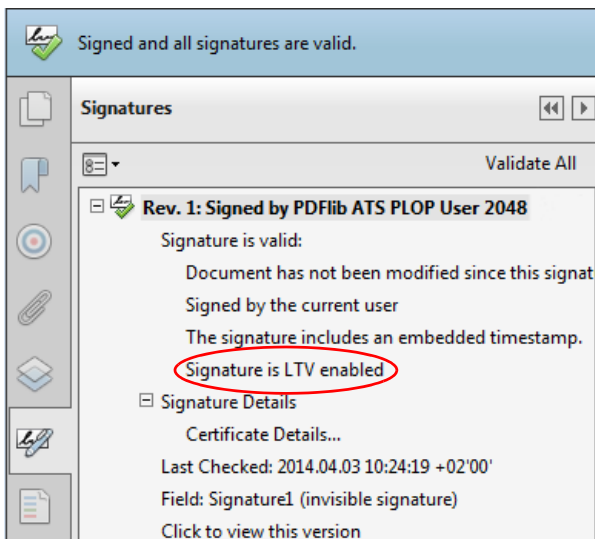 Signed and all signatures are valid.
Signatures
Validate All
Rev. 1: Signed by PDFlib ATS PLOP User 2048
Signature is valid:
Document has not been modified since this signat
Signed by the current user
The signature includes an embedded timestamp.
Signature is LTV enabled
Signature Details
Certificate Details...
Last Checked: 2014.04.03 10:24:19 +02'00'
Field: Signature1 (invisible signature)
Click to view this version